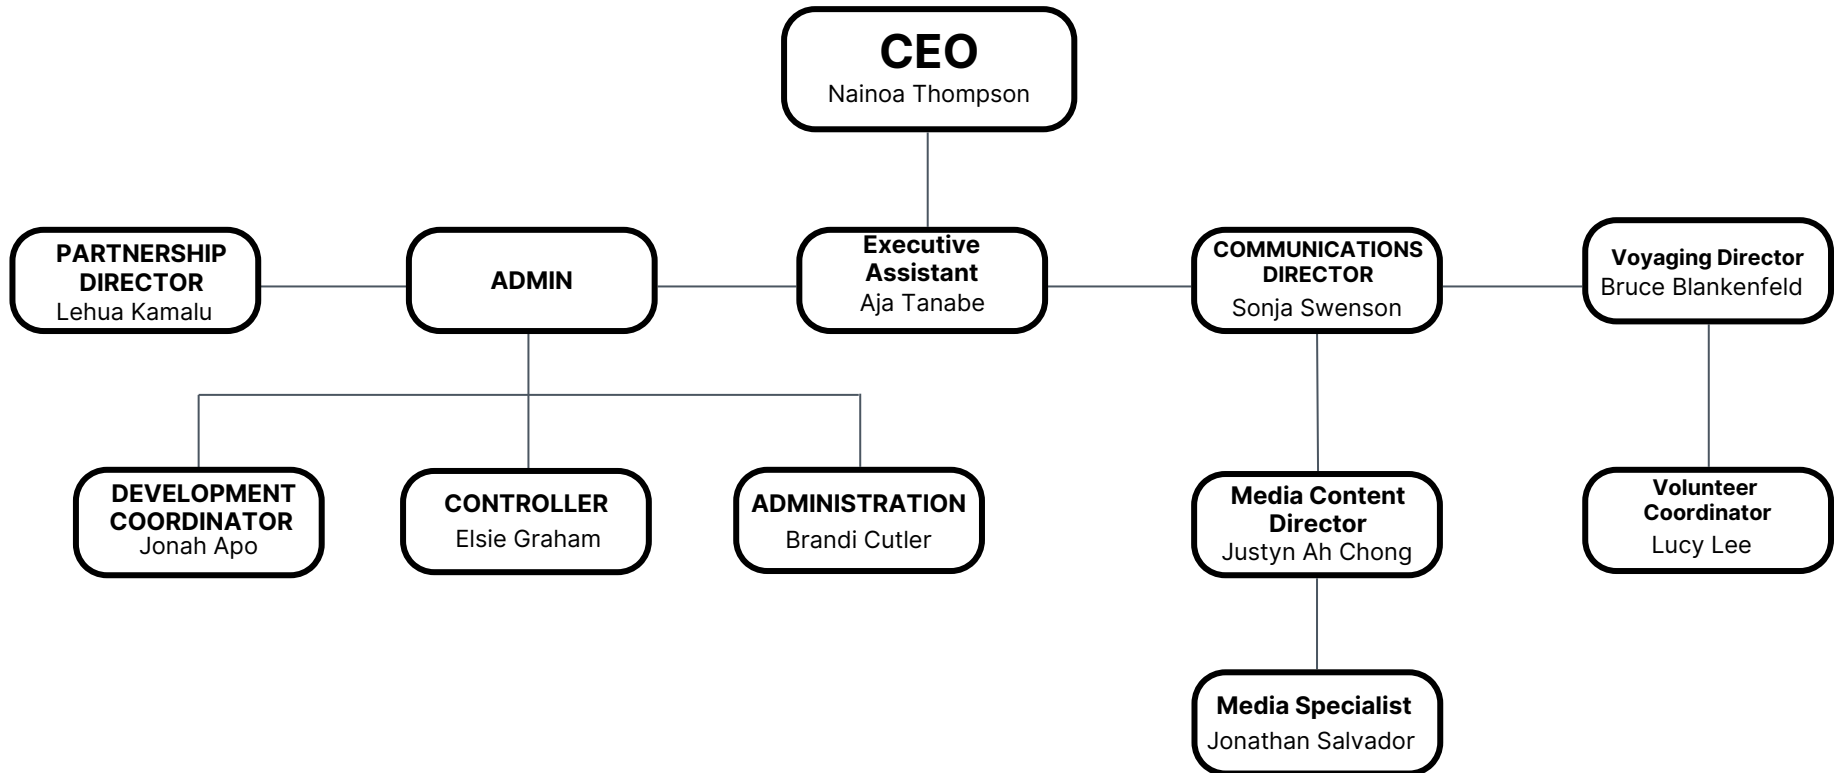 CEO
Nainoa Thompson
PARTNERSHIP
DIRECTOR
Lehua Kamalu
ADMIN
Executive
Assistant
Aja Tanabe
COMMUNICATIONS
DIRECTOR
Sonja Swenson
Voyaging Director
Bruce Blankenfeld
DEVELOPMENT
COORDINATOR
Jonah Apo
CONTROLLER
Elsie Graham
ADMINISTRATION
Brandi Cutler
Media Content
Director
Justyn Ah Chong
Volunteer
Coordinator
Lucy Lee
Media Specialist
Jonathan Salvador